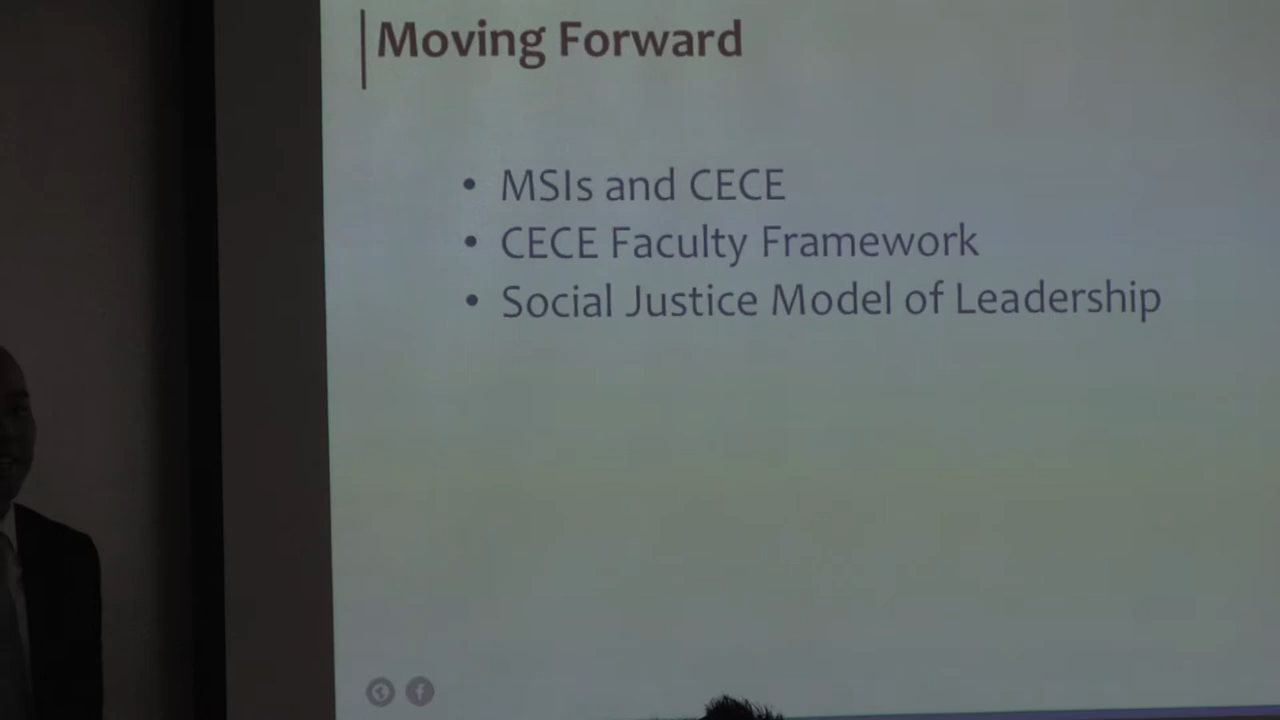 Moving Forward
• MSIs and CECE
• CECE Faculty Framework
• Social Justice Model of Leadership